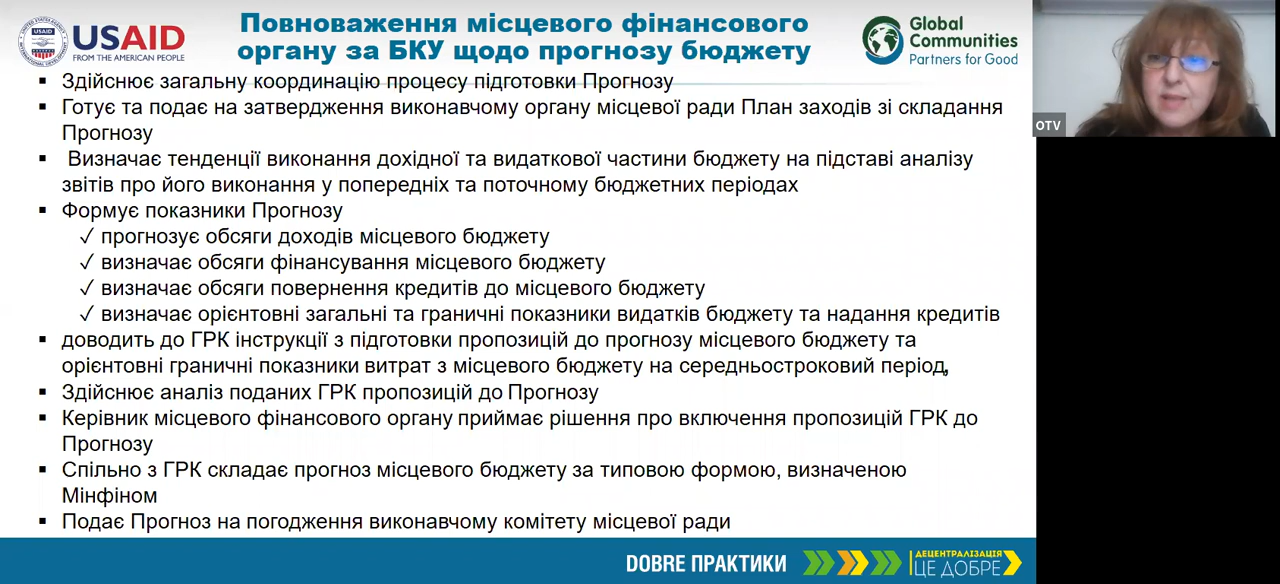 USAID
FROM THE AMERICAN PEOPLE
Повноваження місцевого фінансового
органу за БКУ щодо прогнозу бюджету
Global
Communities
Partners for Good
OTV
▪ Здійснює загальну координацію процесу підготовки Прогнозу
▪ Готує та подає на затвердження виконавчому органу місцевої ради План заходів зі складання
Прогнозу
▪ Визначає тенденції виконання дохідної та видаткової частини бюджету на підставі аналізу
звітів про його виконання у попередніх та поточному бюджетних періодах
▪ Формує показники Прогнозу
✓ прогнозує обсяги доходів місцевого бюджету
✓ визначає обсяги фінансування місцевого бюджету
✓ визначає обсяги повернення кредитів до місцевого бюджету
✓ визначає орієнтовні загальні та граничні показники видатків бюджету та надання кредитів
▪ доводить до ГРК інструкції з підготовки пропозицій до прогнозу місцевого бюджету та
орієнтовні граничні показники витрат з місцевого бюджету на середньостроковий період,
▪ Здійснює аналіз поданих ГРК пропозицій до Прогнозу
▪ Керівник місцевого фінансового органу приймає рішення про включення пропозицій ГРК до
Прогнозу
▪ Спільно з ГРК складає прогноз місцевого бюджету за типовою формою, визначеною
Мінфіном
▪ Подає Прогноз на погодження виконавчому комітету місцевої ради
DOBRE ПРАКТИКИ
ДЕЦЕНТРАЛІЗАЦІЯ
ЦЕ ДОБРЕ